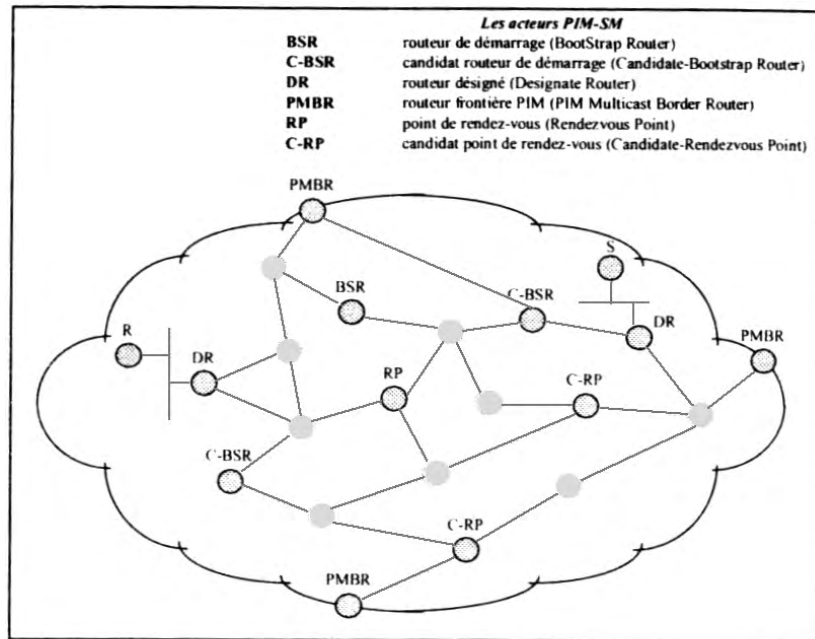 Les acteurs PIM-SM
BSR routeur de démarrage (BootStrap Router)
C-BSR candidat routeur de démarrage (Candidate-Bootstrap Router)
DR routeur désigné (Designate Router)
PMBR routeur frontière PIM (PIM Multicast Border Router)
RP point de rendez-vous (Rendezvous Point)
C-RP candidat point de rendez-vous (Candidate-Rendezvous Point)
PMBR
S
BSR
C-BSR
DR
R
PMBR
DR
RP
C-RP
C-BSR
C-RP
PMBR